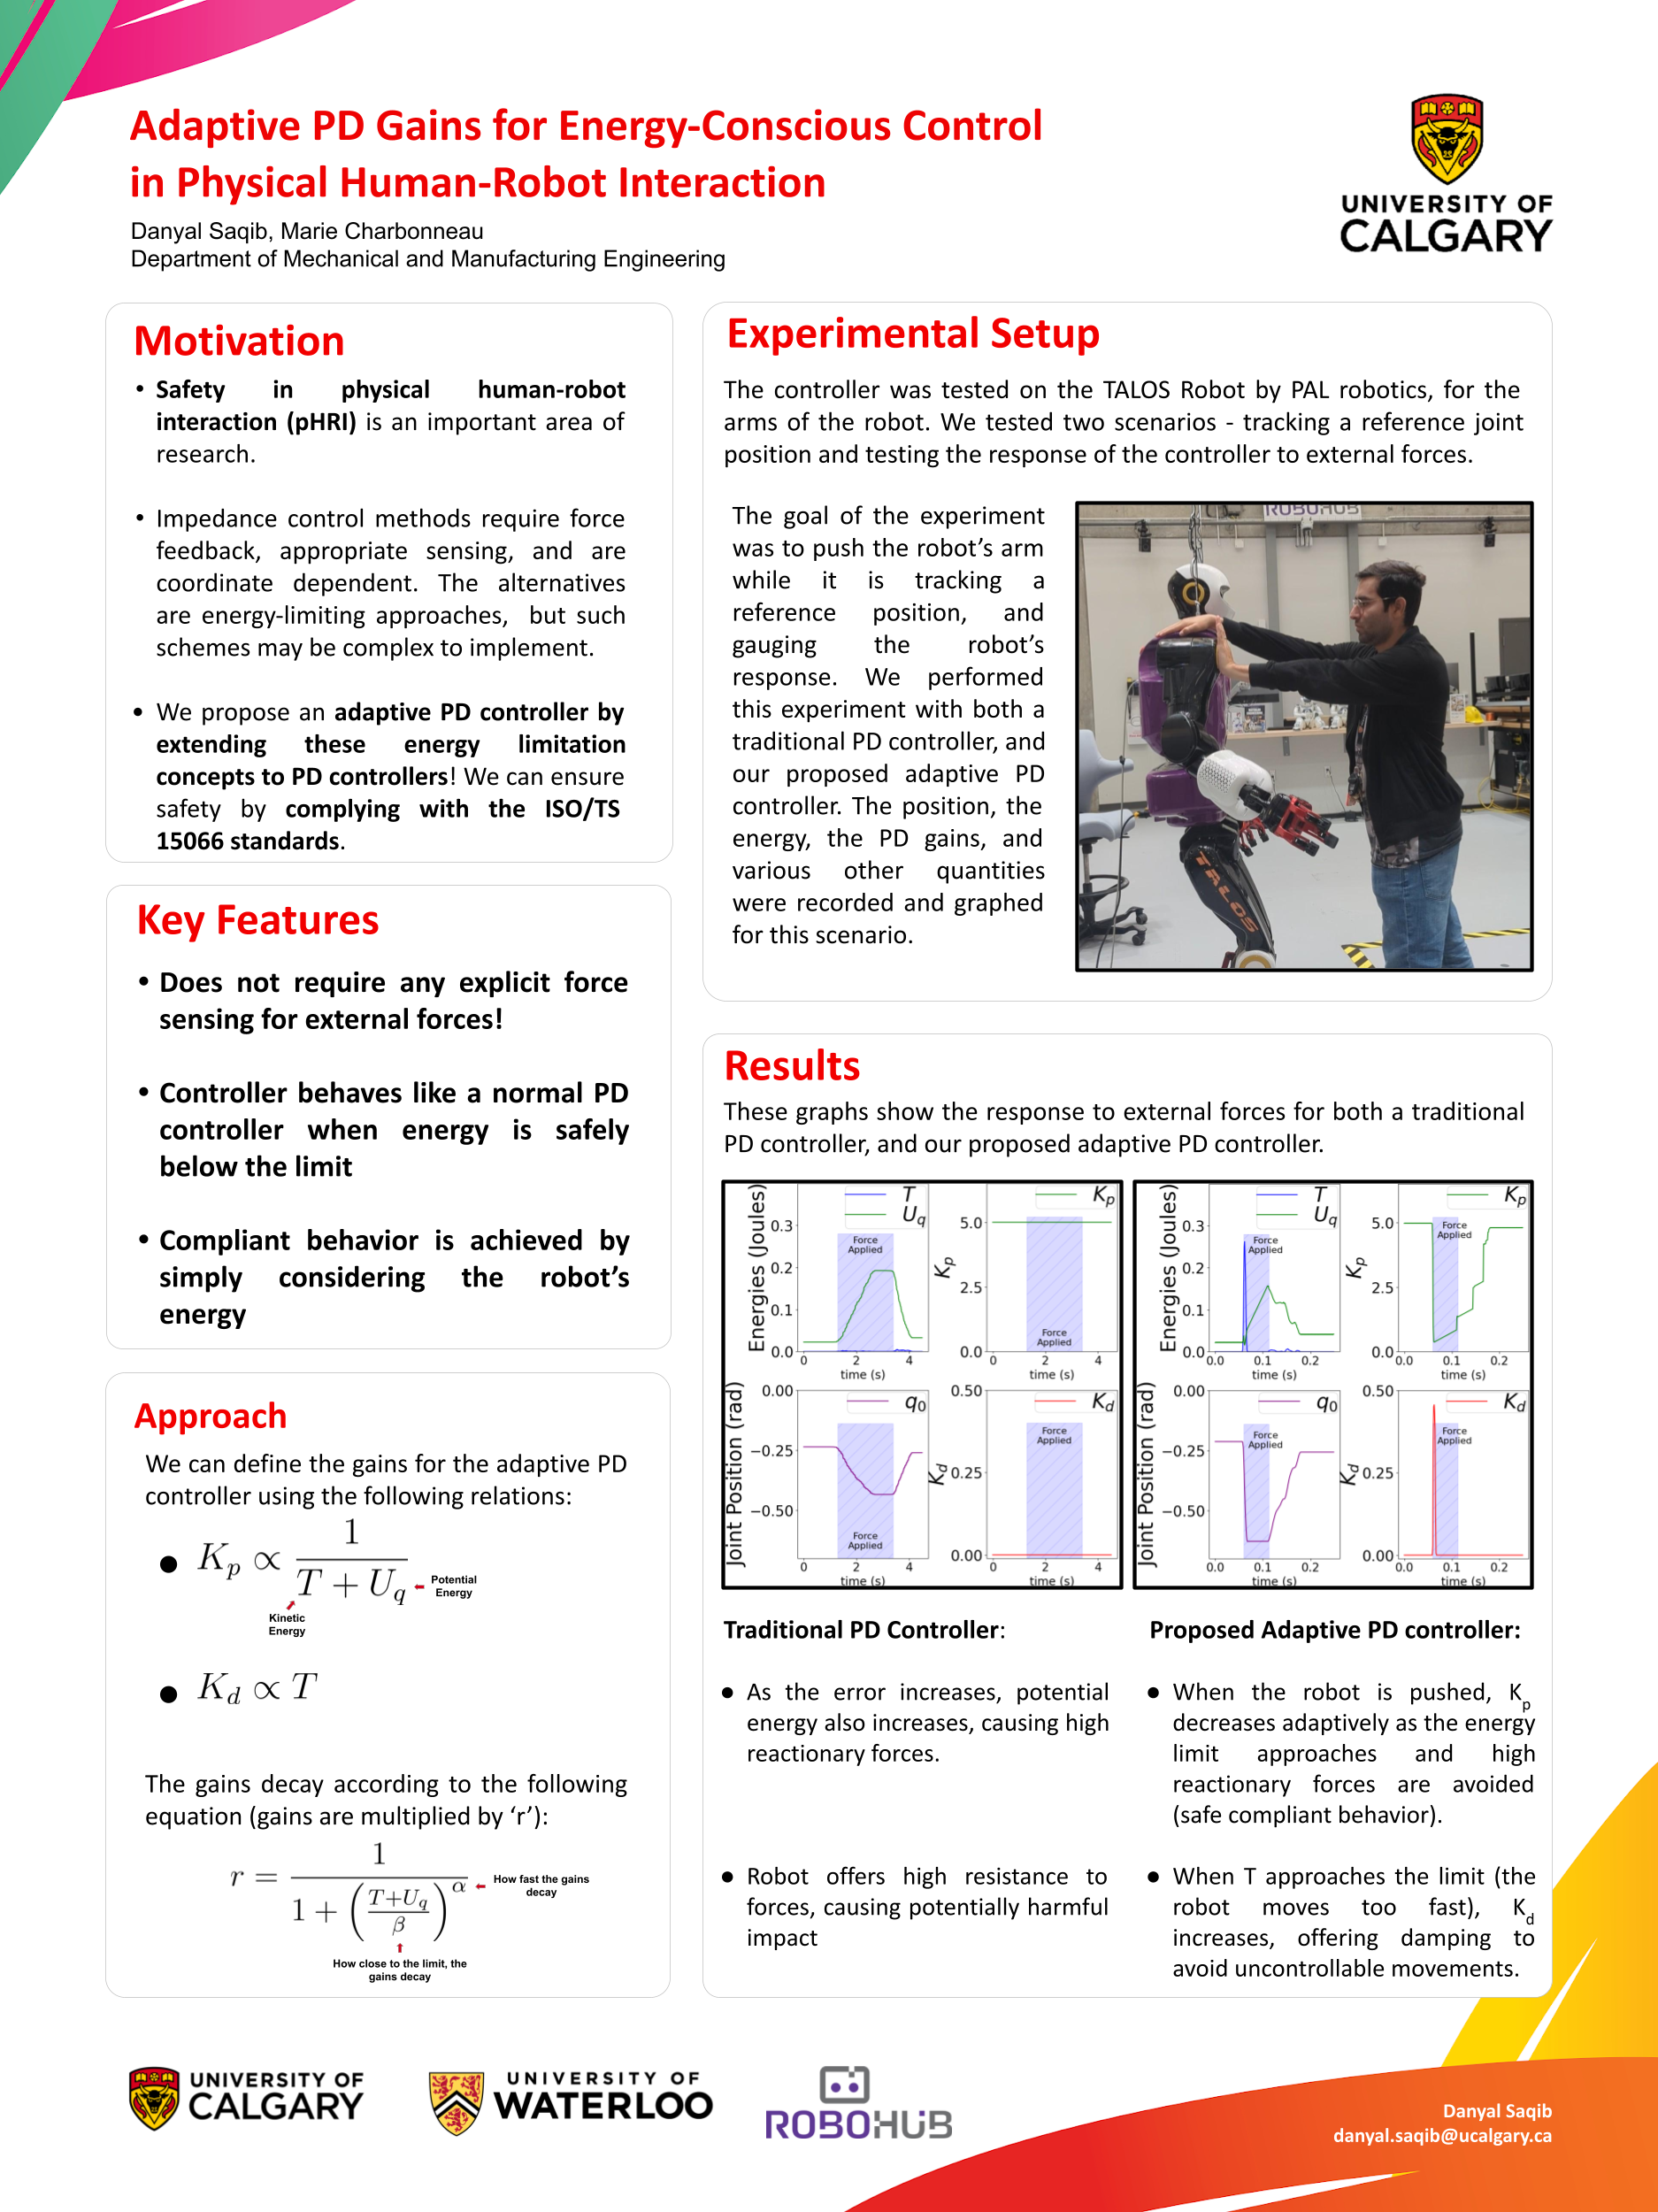 Adaptive PD Gains for Energy-Conscious Control
in Physical Human-Robot Interaction
Danyal Saqib, Marie Charbonneau
Department of Mechanical and Manufacturing Engineering
UNIVERSITY OF
CALGARY
Motivation
• Safety in physical human-robot
interaction (pHRI) is an important area of
research.
• Impedance control methods require force
feedback, appropriate sensing, and are
coordinate dependent. The alternatives
are energy-limiting approaches, but such
schemes may be complex to implement.
• We propose an adaptive PD controller by
extending these energy limitation
concepts to PD controllers! We can ensure
safety by complying with the ISO/TS
15066 standards.
Key Features
• Does not require any explicit force
sensing for external forces!
• Controller behaves like a normal PD
controller when energy is safely
below the limit
• Compliant behavior is achieved by
simply considering the robot's
energy
Approach
We can define the gains for the adaptive PD
controller using the following relations:
● K_p ∝ 1 / (T + U_q)
Potential
Energy
Kinetic
Energy
● K_d ∝ T
The gains decay according to the following
equation (gains are multiplied by 'r'):
r = 1 / (1 + ((T+U_q)/β)^α)
How fast the gains
decay
How close to the limit, the
gains decay
Experimental Setup
The controller was tested on the TALOS Robot by PAL robotics, for the
arms of the robot. We tested two scenarios - tracking a reference joint
position and testing the response of the controller to external forces.
The goal of the experiment
was to push the robot's arm
while it is tracking a
reference position, and
gauging the robot's
response. We performed
this experiment with both a
traditional PD controller, and
our proposed adaptive PD
controller. The position, the
energy, the PD gains, and
various other quantities
were recorded and graphed
for this scenario.
ROBOHUB
TALOS
Results
These graphs show the response to external forces for both a traditional
PD controller, and our proposed adaptive PD controller.
Energies (Joules)
0.3
0.2
0.1
0.0
T
U_q
Force
Applied
0 2 4
time (s)
K_p
5.0
2.5
0.0
K_p
Force
Applied
0 2 4
time (s)
Joint Position (rad)
0.00
−0.25
−0.50
q_0
Force
Applied
0 2 4
time (s)
K_d
0.50
0.25
0.00
K_d
Force
Applied
0 2 4
time (s)
Energies (Joules)
0.3
0.2
0.1
0.0
T
U_q
Force
Applied
0.0 0.1 0.2
time (s)
K_p
5.0
2.5
0.0
K_p
Force
Applied
0.0 0.1 0.2
time (s)
Joint Position (rad)
0.00
−0.25
−0.50
q_0
Force
Applied
0.0 0.1 0.2
time (s)
K_d
0.50
0.25
0.00
K_d
Force
Applied
0.0 0.1 0.2
time (s)
Traditional PD Controller:
● As the error increases, potential
energy also increases, causing high
reactionary forces.
● Robot offers high resistance to
forces, causing potentially harmful
impact
Proposed Adaptive PD controller:
● When the robot is pushed, K_p
decreases adaptively as the energy
limit approaches and high
reactionary forces are avoided
(safe compliant behavior).
● When T approaches the limit (the
robot moves too fast), K_d
increases, offering damping to
avoid uncontrollable movements.
UNIVERSITY OF
CALGARY
UNIVERSITY OF
WATERLOO
ROBOHUB
Danyal Saqib
danyal.saqib@ucalgary.ca